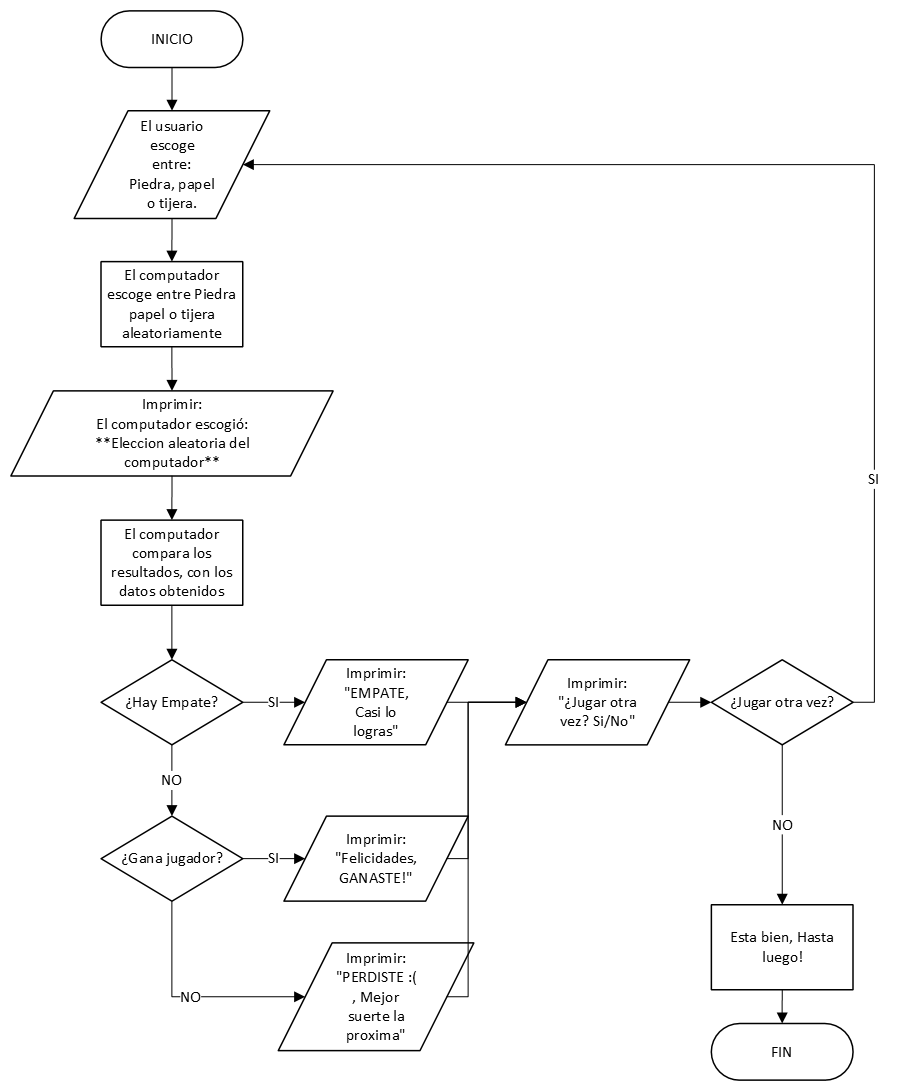 INICIO
El usuario
escoge
entre:
Piedra, papel
o tijera.
El computador
escoge entre Piedra
papel o tijera
aleatoriamente
Imprimir:
El computador escogió:
**Eleccion aleatoria del
computador**
El computador
compara los
resultados, con los
datos obtenidos
¿Hay Empate?
SI
Imprimir:
"EMPATE,
Casi lo
logras"
NO
¿Gana jugador?
SI
Imprimir:
"Felicidades,
GANASTE!"
NO
Imprimir:
"PERDISTE :(
, Mejor
suerte la
proxima"
Imprimir:
"¿Jugar otra
vez? Si/No"
¿Jugar otra vez?
SI
NO
Esta bien, Hasta
luego!
FIN